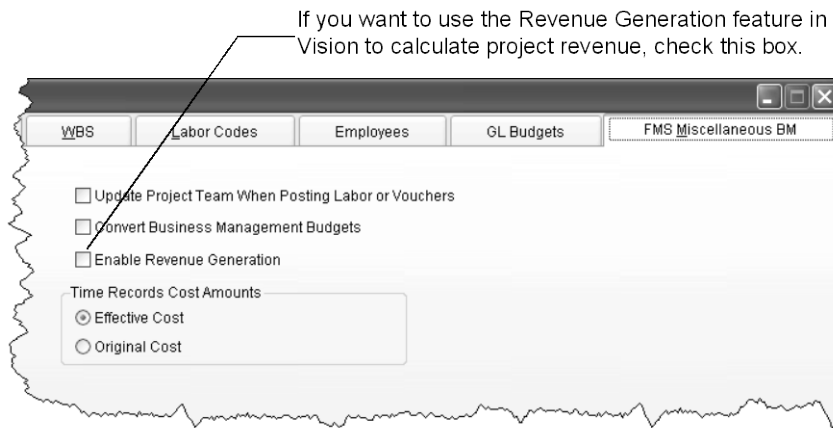 If you want to use the Revenue Generation feature in
Vision to calculate project revenue, check this box.
WBS Labor Codes Employees GL Budgets FMS Miscellaneous BM
Update Project Team When Posting Labor or Vouchers
Convert Business Management Budgets
Enable Revenue Generation
Time Records Cost Amounts
Effective Cost
Original Cost